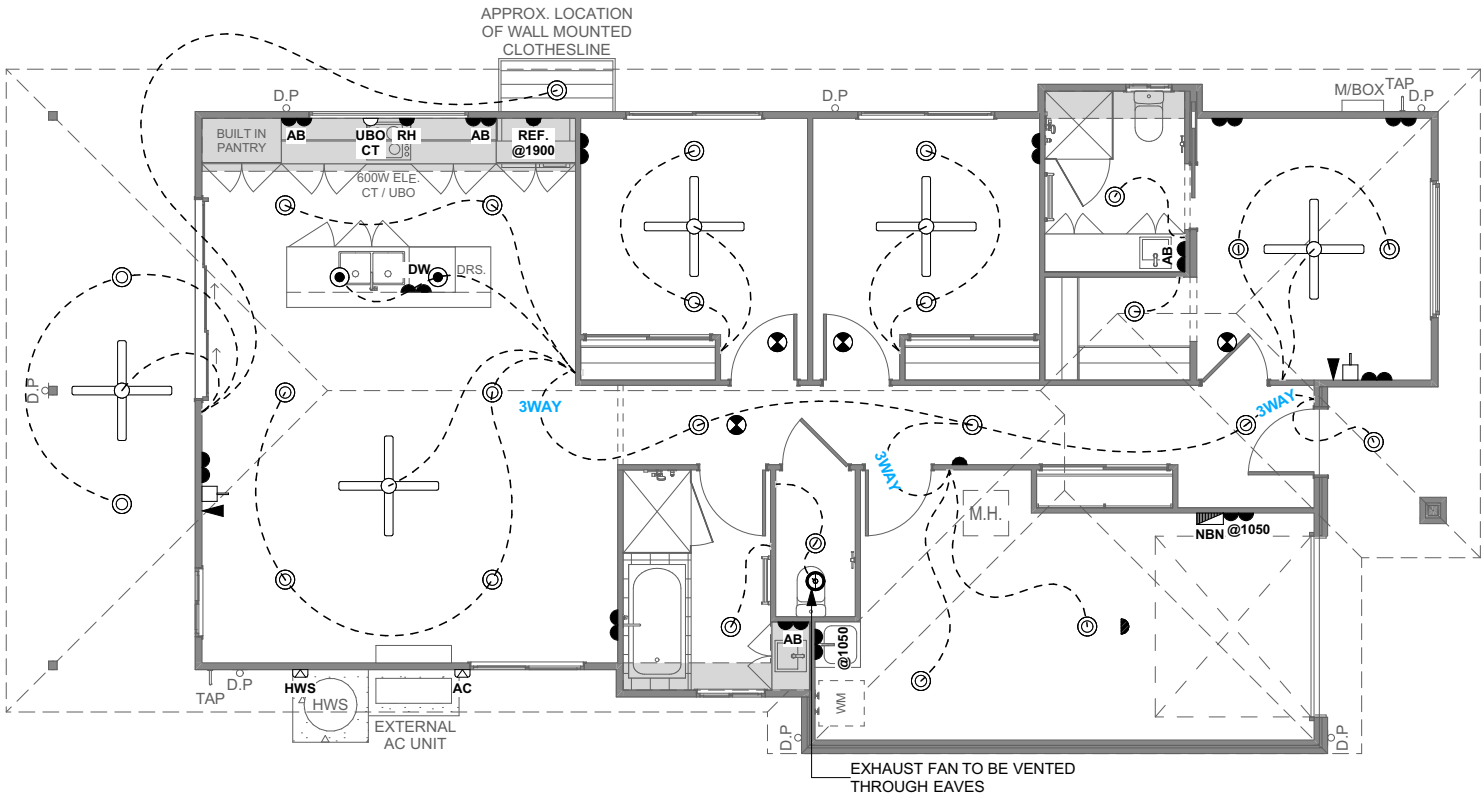 APPROX. LOCATION
OF WALL MOUNTED
CLOTHESLINE
D.P
D.P
M/BOX
TAP
D.P
BUILT IN
PANTRY
AB
UBO
CT
RH
AB
REF.
@1900
600W ELE.
CT / UBO
DW
DRS.
AB
D.P
3WAY
3WAY
3WAY
M.H.
NBN
@1050
AB
@1050
WM
TAP
D.P
HWS
HWS
AC
EXTERNAL
AC UNIT
D.P
D.P
EXHAUST FAN TO BE VENTED
THROUGH EAVES